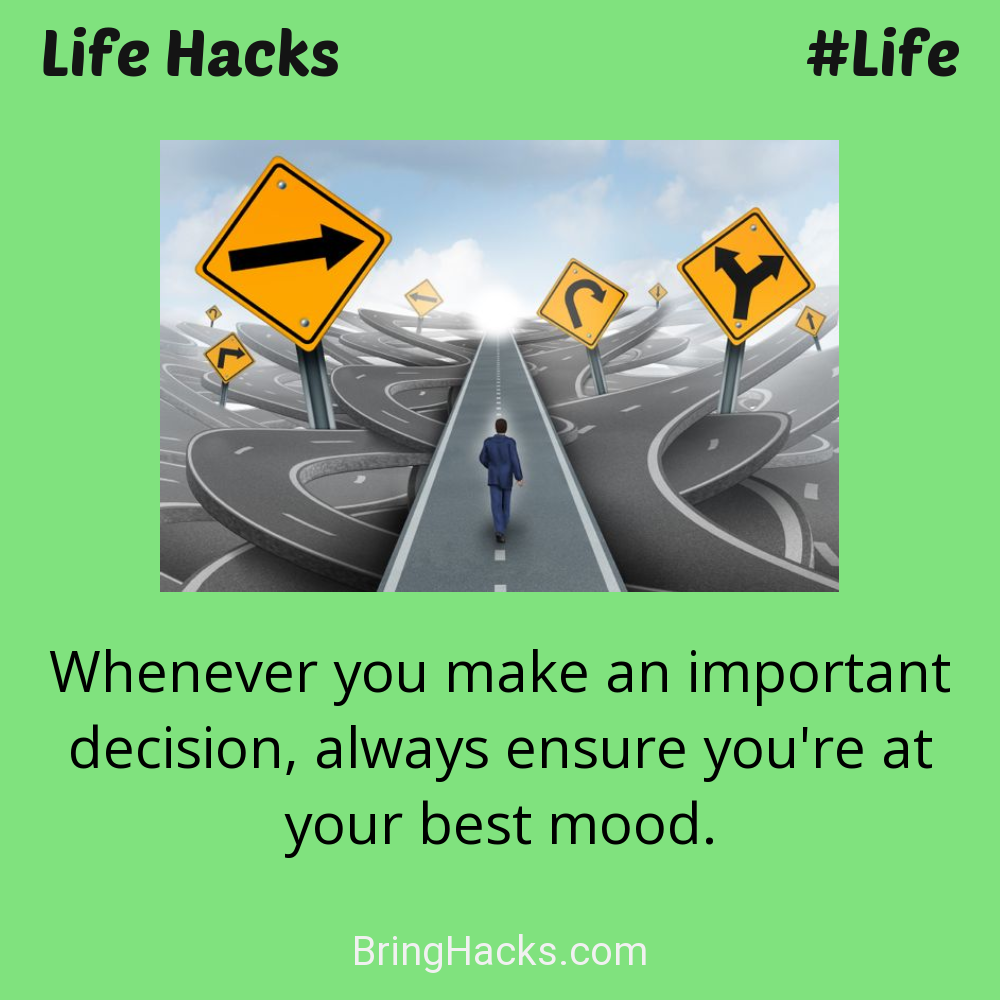 Life Hacks
#Life
Whenever you make an important
decision, always ensure you're at
your best mood.
BringHacks.com